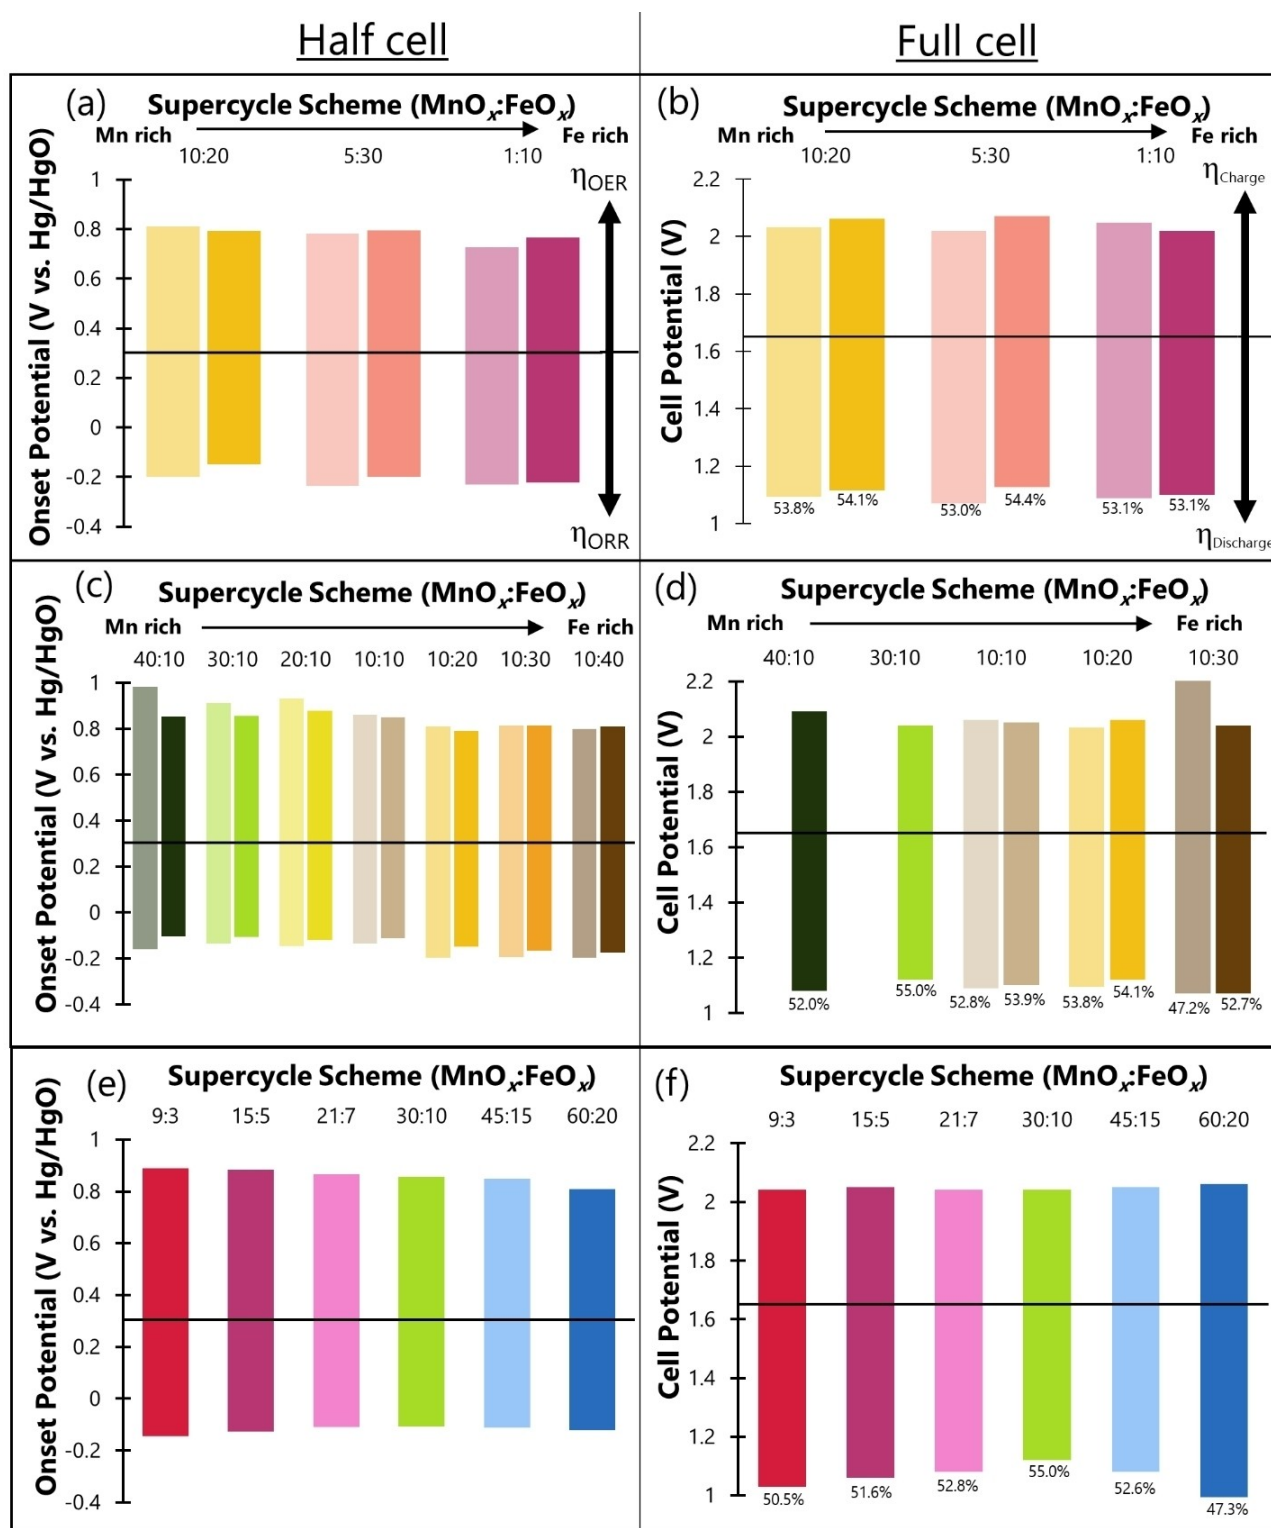 Half cell
Full cell
(a)
Supercycle Scheme (MnOx:FeOx)
Mn rich
Fe rich
10:20 5:30 1:10
Onset Potential (V vs. Hg/HgO)
1
0.8
0.6
0.4
0.2
0
-0.2
-0.4
ηOER
ηORR
(b)
Supercycle Scheme (MnOx:FeOx)
Mn rich
Fe rich
10:20 5:30 1:10
Cell Potential (V)
2.2
2
1.8
1.6
1.4
1.2
1
ηCharge
ηDischarge
53.8% 54.1% 53.0% 54.4% 53.1% 53.1%
(c)
Supercycle Scheme (MnOx:FeOx)
Mn rich
Fe rich
40:10 30:10 20:10 10:10 10:20 10:30 10:40
Onset Potential (V vs. Hg/HgO)
1
0.8
0.6
0.4
0.2
0
-0.2
-0.4
(d)
Supercycle Scheme (MnOx:FeOx)
Mn rich
Fe rich
40:10 30:10 10:10 10:20 10:30
Cell Potential (V)
2.2
2
1.8
1.6
1.4
1.2
1
52.0% 55.0% 52.8% 53.9% 53.8% 54.1% 47.2% 52.7%
(e)
Supercycle Scheme (MnOx:FeOx)
9:3 15:5 21:7 30:10 45:15 60:20
Onset Potential (V vs. Hg/HgO)
1
0.8
0.6
0.4
0.2
0
-0.2
-0.4
(f)
Supercycle Scheme (MnOx:FeOx)
9:3 15:5 21:7 30:10 45:15 60:20
Cell Potential (V)
2.2
2
1.8
1.6
1.4
1.2
1
50.5% 51.6% 52.8% 55.0% 52.6% 47.3%